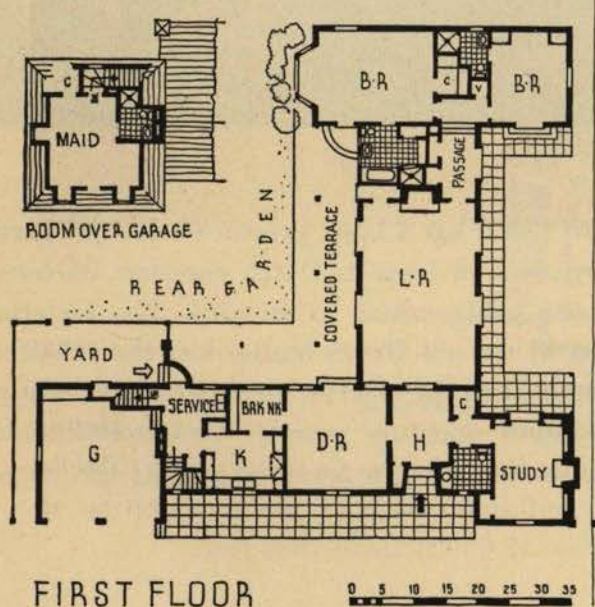 B·R
C
C
B·R
C
MAID
PASSAGE
ROOM OVER GARAGE
REAR GARDEN
COVERED TERRACE
L·R
YARD
SERVICE
BRK NK
C
G
K
D·R
H
STUDY
FIRST FLOOR
0 5 10 15 20 25 30 35